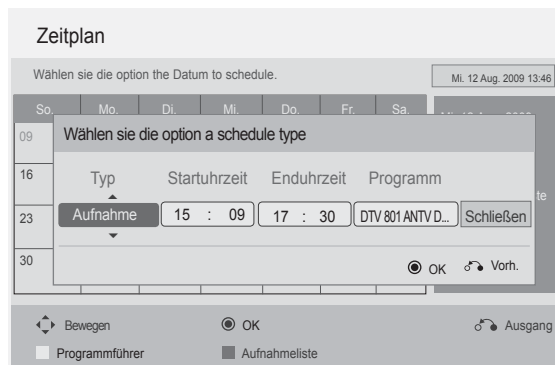 Zeitplan
Wählen sie die option the Datum to schedule.
Mi. 12 Aug. 2009 13:46
So. Mo. Di. Mi. Do. Fr. Sa.
09
Wählen sie die option a schedule type
16
Typ Startuhrzeit Enduhrzeit Programm
te
23
Aufnahme 15 : 09 17 : 30 DTV 801 ANTV D... Schließen
30
OK Vorh.
Bewegen OK Ausgang
Programmführer Aufnahmeliste